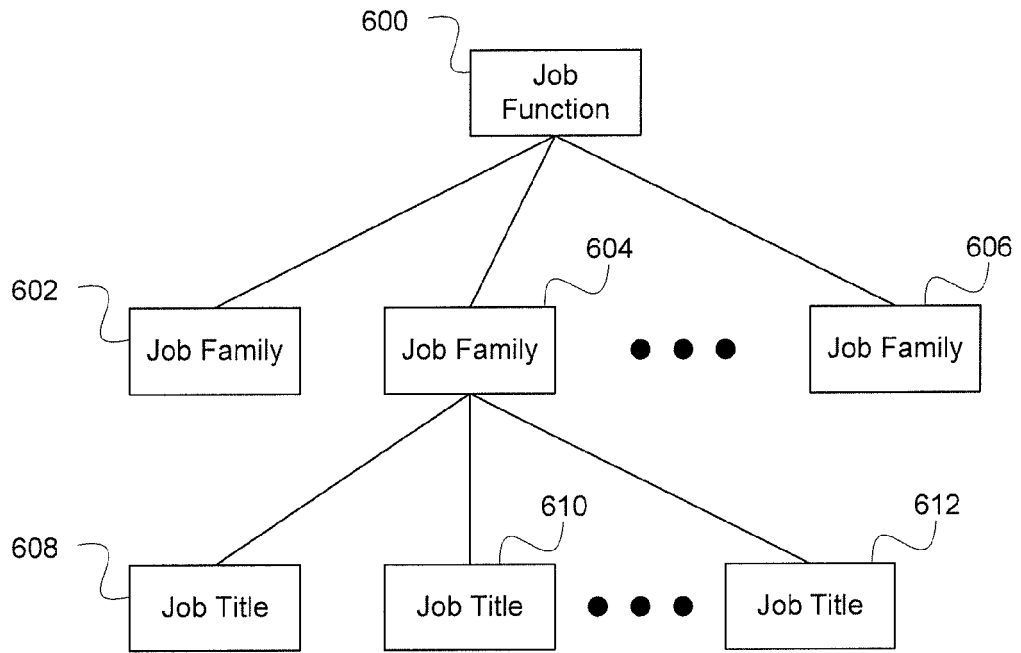 600
Job
Function
604
606
602
Job Family
Job Family
Job Family
610
612
608
Job Title
Job Title
Job Title